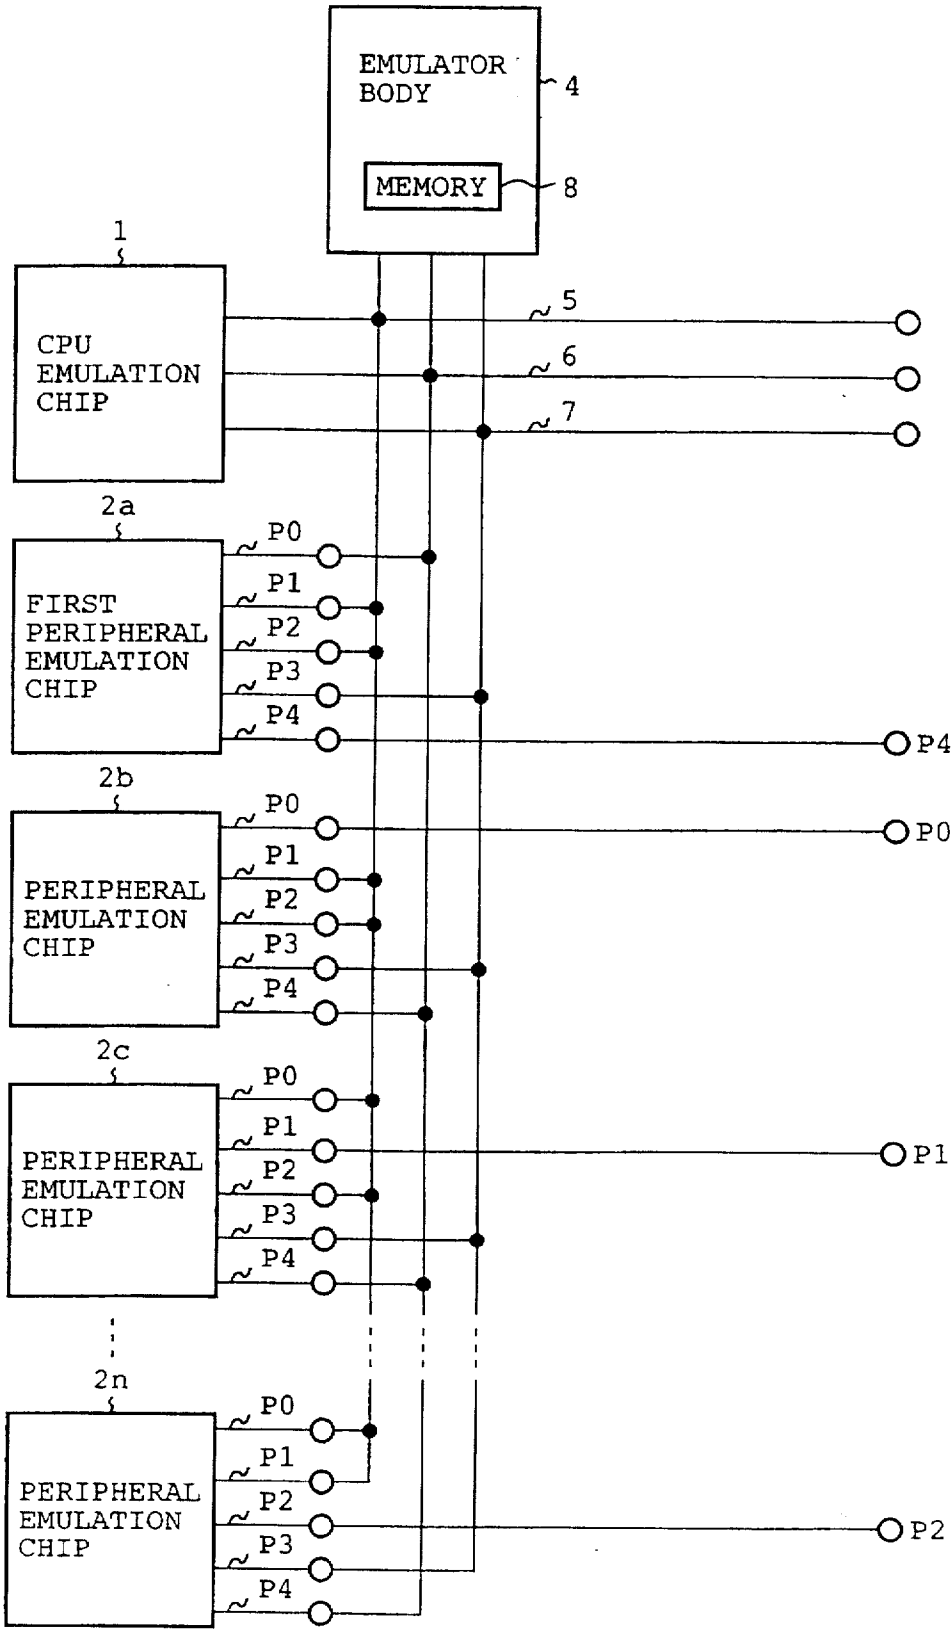 EMULATOR
BODY
4
MEMORY
8
1
CPU
EMULATION
CHIP
5
6
7
2a
FIRST
PERIPHERAL
EMULATION
CHIP
P0
P1
P2
P3
P4
P4
2b
PERIPHERAL
EMULATION
CHIP
P0
P1
P2
P3
P4
P0
2c
PERIPHERAL
EMULATION
CHIP
P0
P1
P2
P3
P4
P1
2n
PERIPHERAL
EMULATION
CHIP
P0
P1
P2
P3
P4
P2